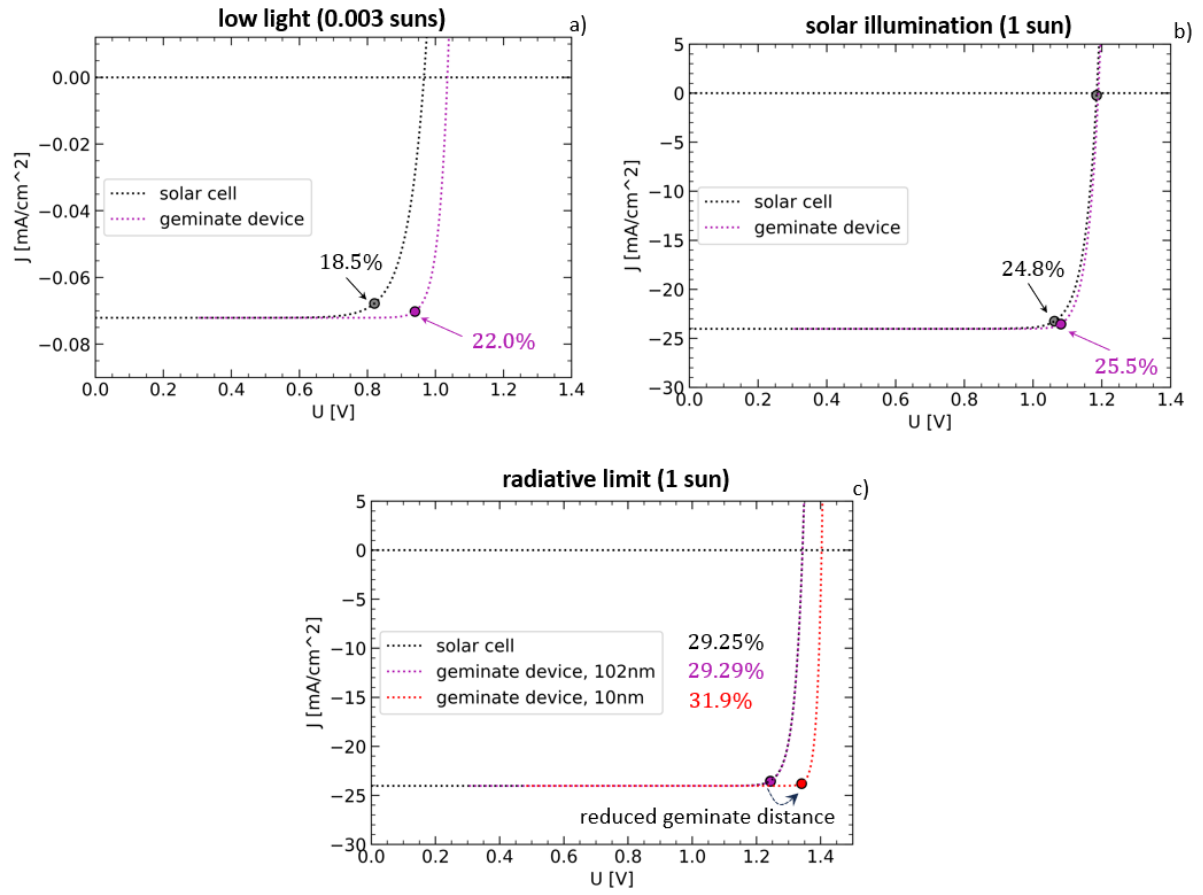 low light (0.003 suns)
a)
0.00
−0.02
−0.04
−0.06
−0.08
J [mA/cm^2]
solar cell
geminate device
18.5%
22.0%
0.0 0.2 0.4 0.6 0.8 1.0 1.2 1.4
U [V]
solar illumination (1 sun)
b)
5
0
−5
−10
−15
−20
−25
−30
J [mA/cm^2]
solar cell
geminate device
24.8%
25.5%
0.0 0.2 0.4 0.6 0.8 1.0 1.2 1.4
U [V]
radiative limit (1 sun)
c)
5
0
−5
−10
−15
−20
−25
−30
J [mA/cm^2]
solar cell
geminate device, 102nm
geminate device, 10nm
29.25%
29.29%
31.9%
reduced geminate distance
0.0 0.2 0.4 0.6 0.8 1.0 1.2 1.4
U [V]